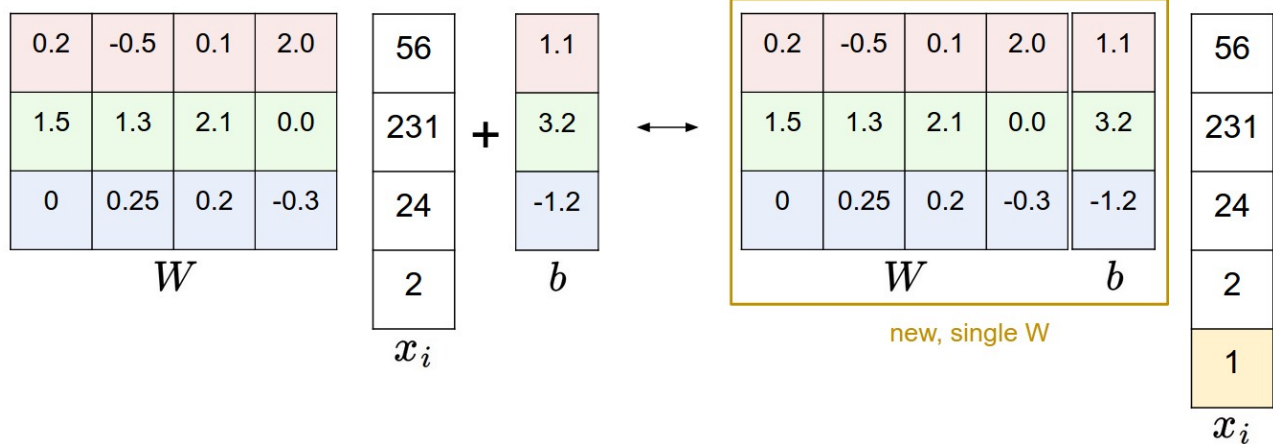 0.2 -0.5 0.1 2.0 56 1.1 0.2 -0.5 0.1 2.0 1.1 56
1.5 1.3 2.1 0.0 231 + 3.2 ↔ 1.5 1.3 2.1 0.0 3.2 231
0 0.25 0.2 -0.3 24 -1.2 0 0.25 0.2 -0.3 -1.2 24
W 2 b W b 2
x_i new, single W 1
x_i